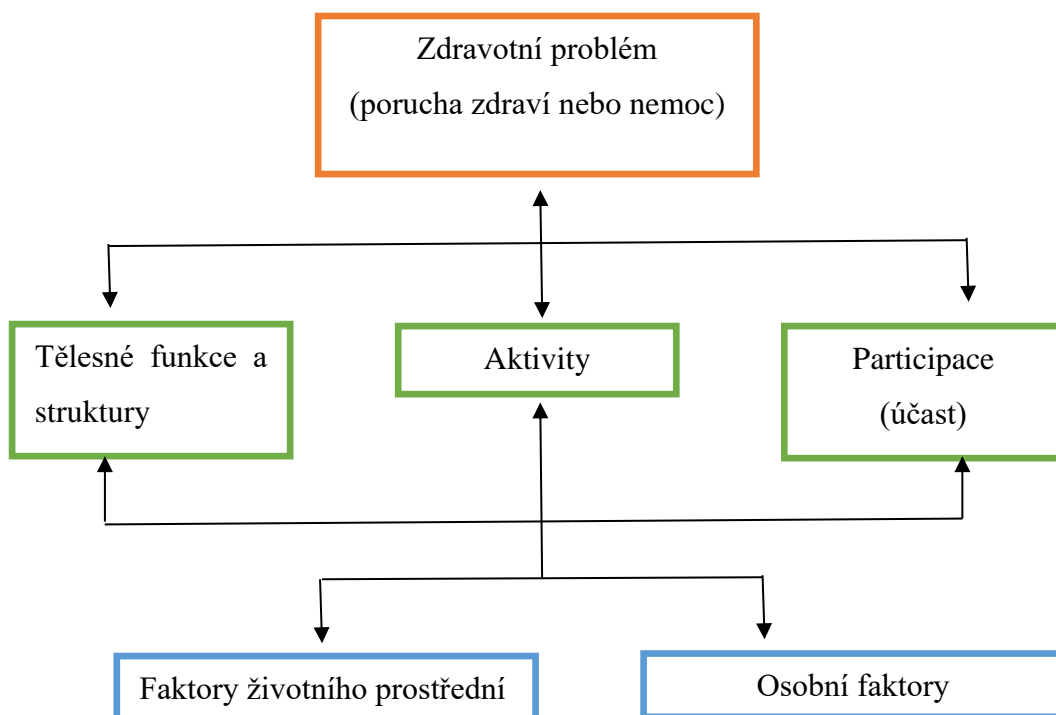 Zdravotní problém
(porucha zdraví nebo nemoc)
Tělesné funkce a
struktury
Aktivity
Participace
(účast)
Faktory životního prostřední
Osobní faktory